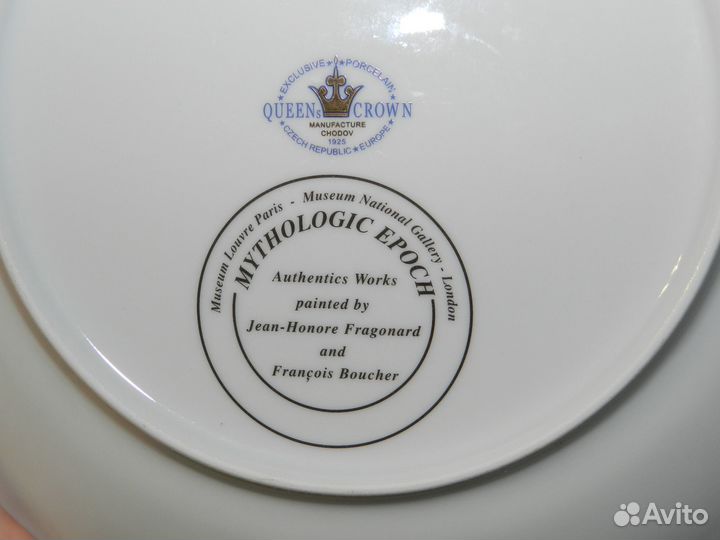 EXCLUSIVE ★ PORCELAIN
QUEENs CROWN
MANUFACTURE
CHODOV
1925
★ CZECH REPUBLIC ★ EUROPE ★
Museum Louvre Paris - Museum National Gallery - London
MYTHOLOGIC EPOCH
Authentics Works
painted by
Jean-Honore Fragonard
and
François Boucher
Avito